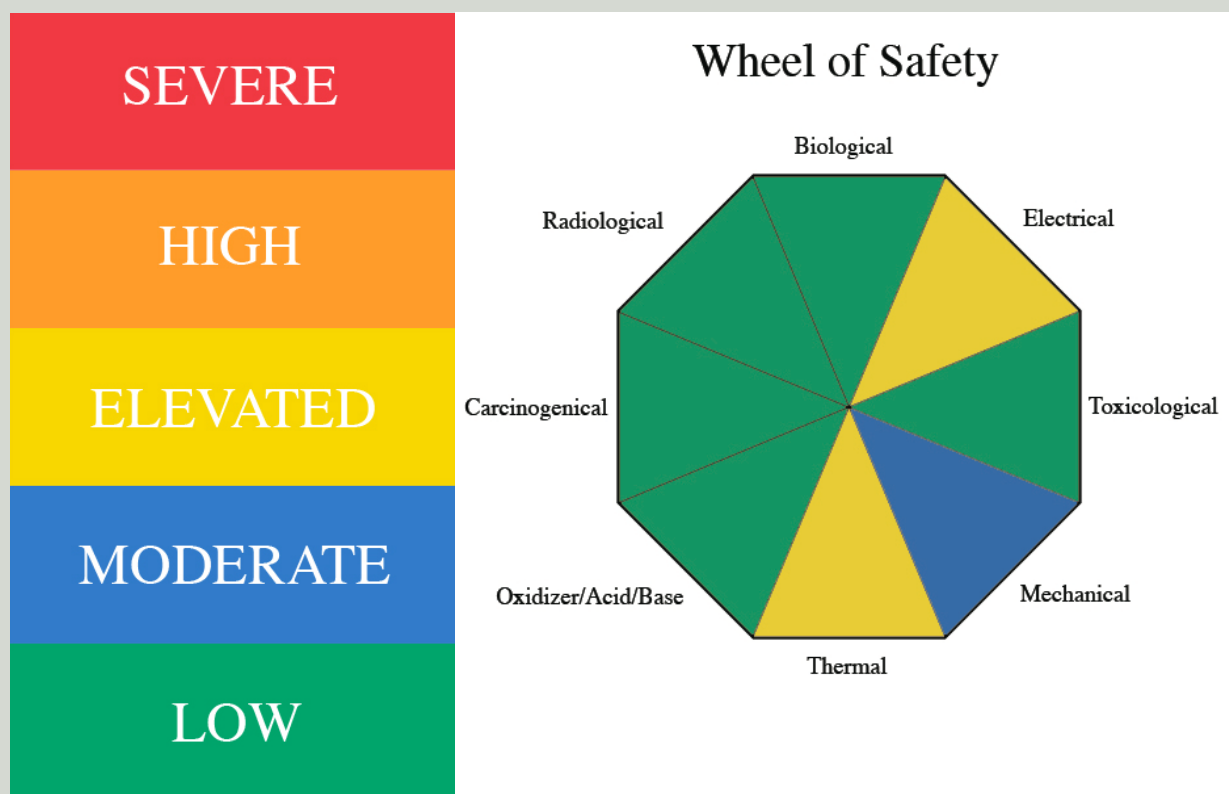 SEVERE
HIGH
ELEVATED
MODERATE
LOW
Wheel of Safety
Biological
Electrical
Radiological
Toxicological
Carcinogenical
Mechanical
Oxidizer/Acid/Base
Thermal